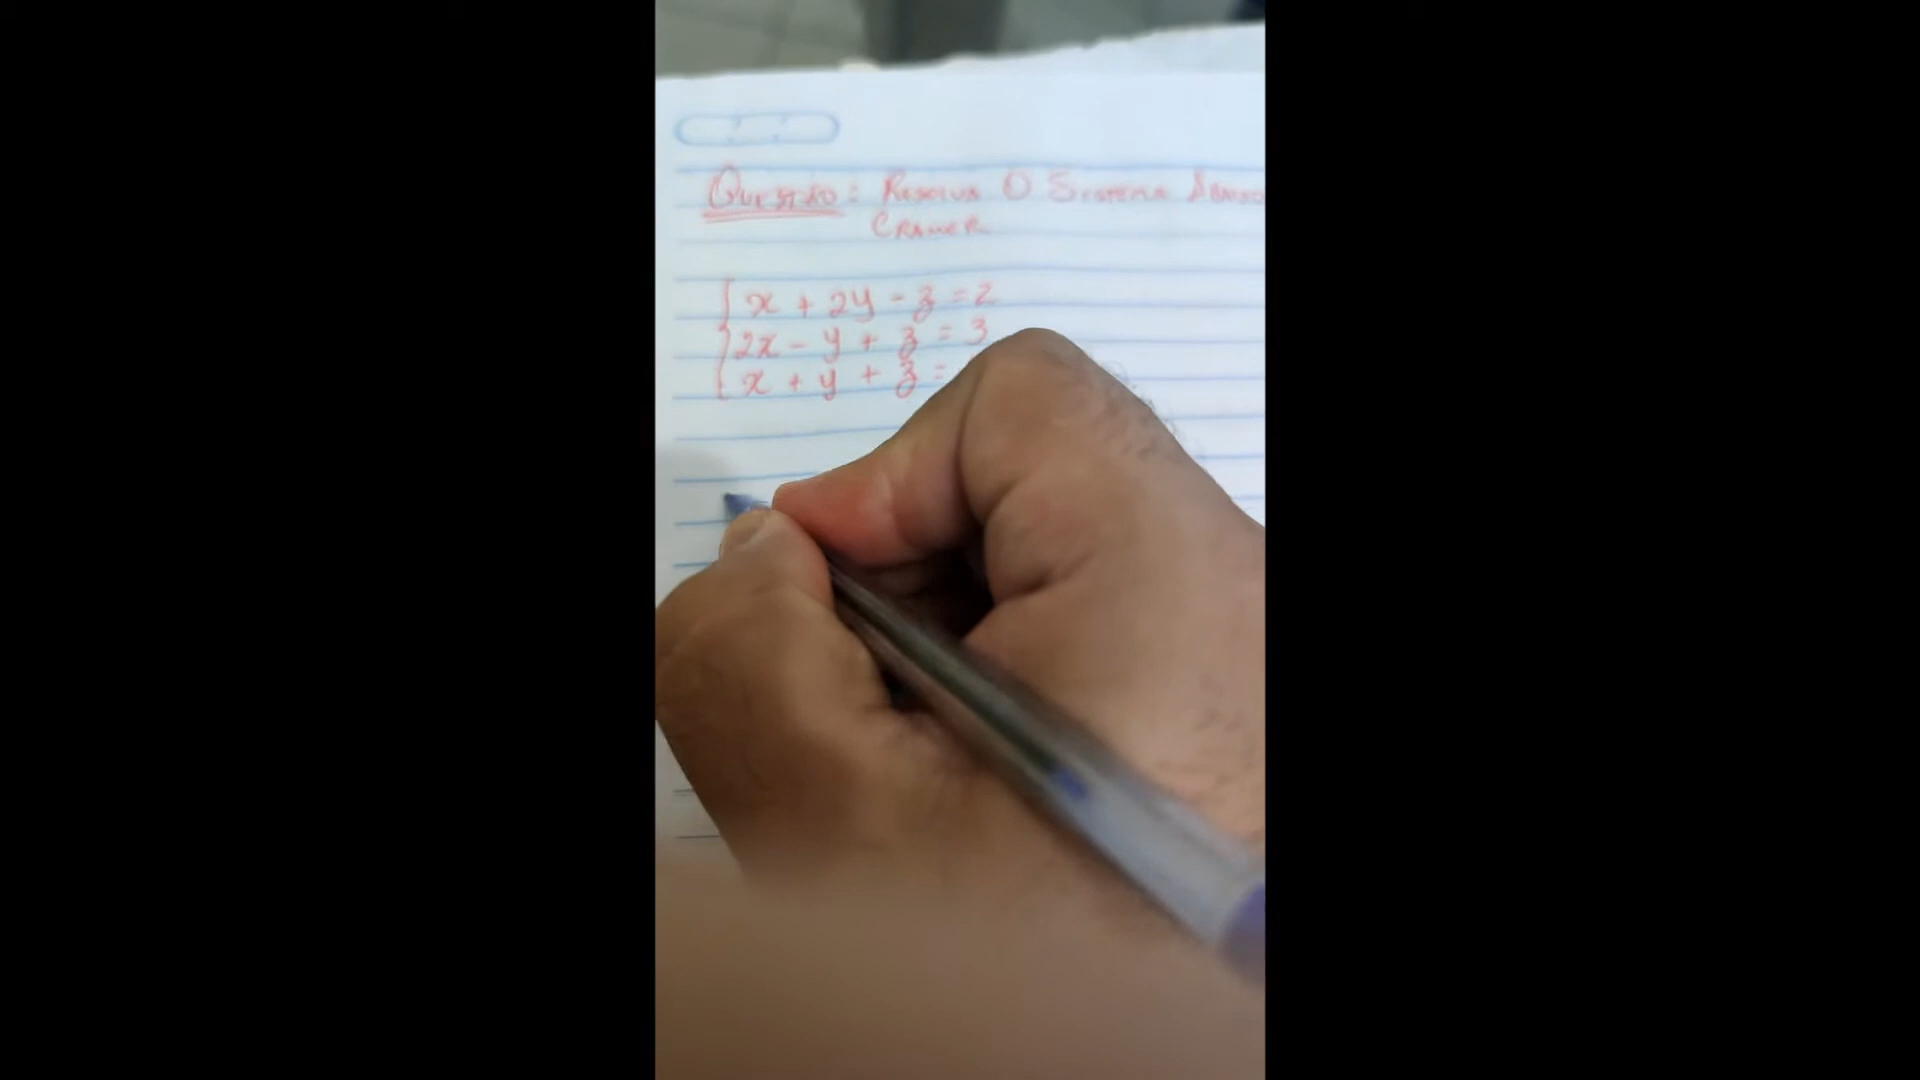 Questão: Resolva O Sistema
Cramer
x + 2y - z = 2
2x - y + z = 3
x + y + z =